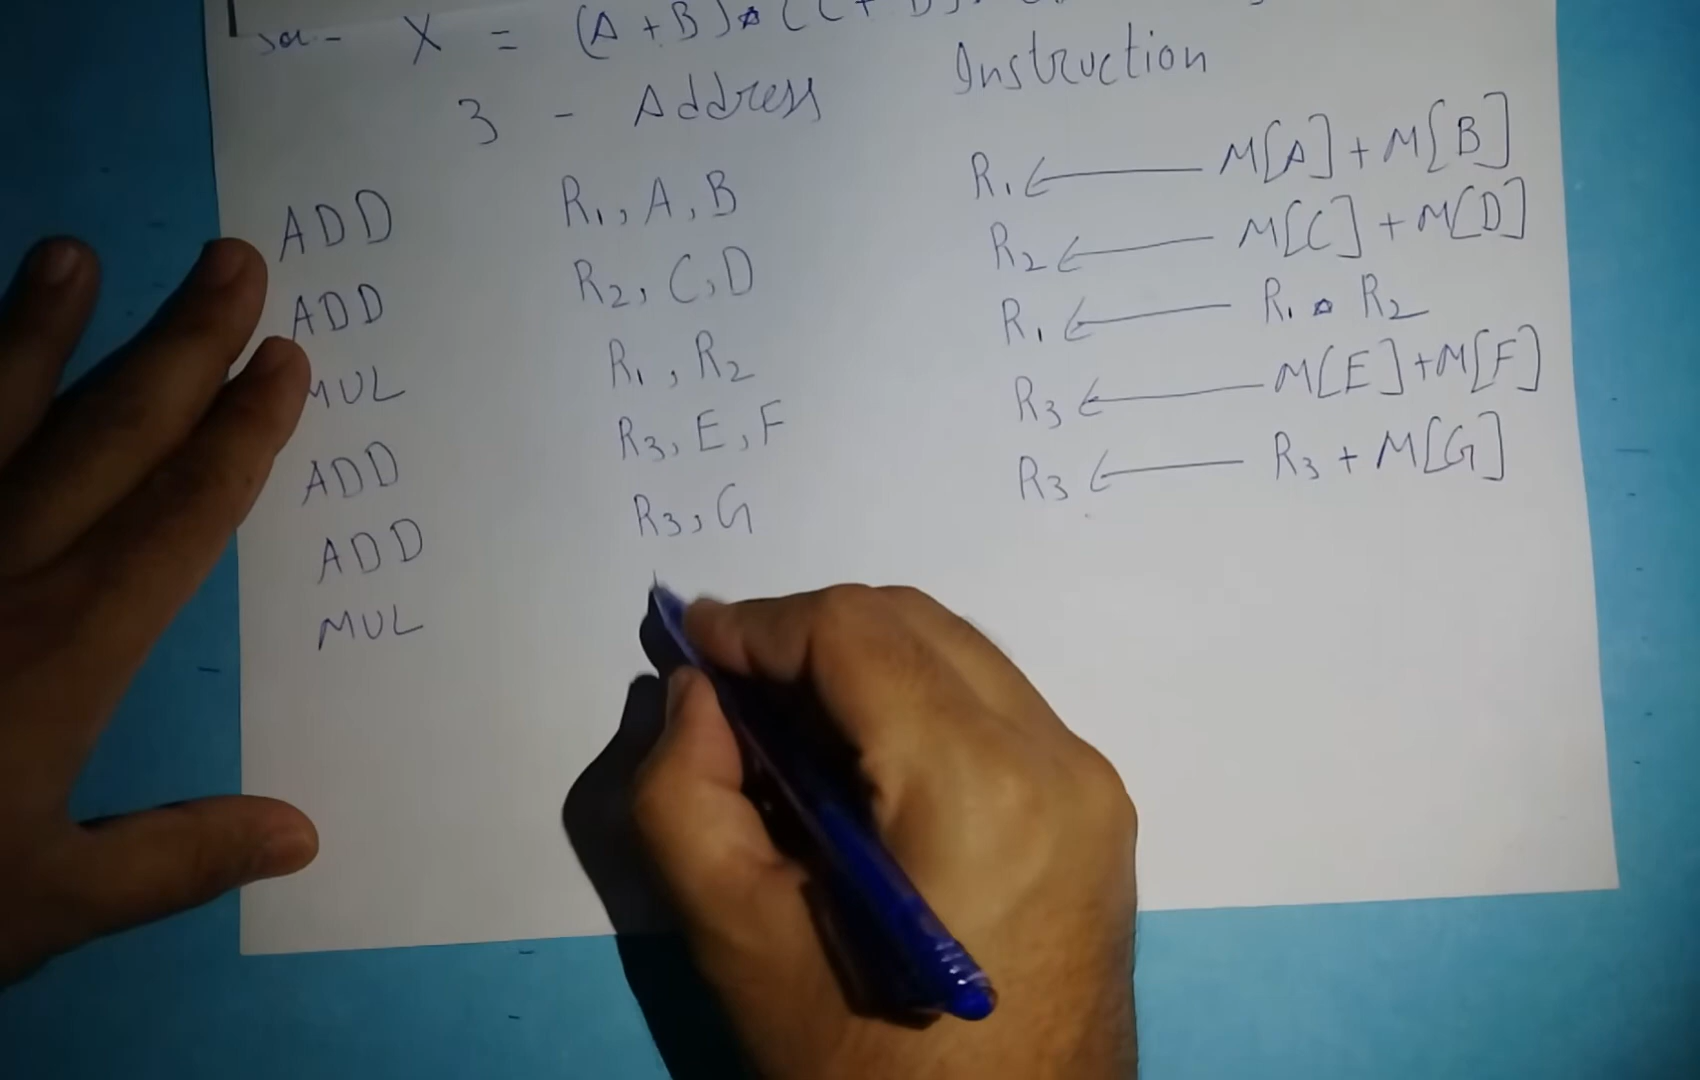 X = (A + B) * (C + D)
3 - Address Instruction
ADD R1, A, B R1 ← M[A] + M[B]
ADD R2, C, D R2 ← M[C] + M[D]
MUL R1, R2 R1 ← R1 * R2
ADD R3, E, F R3 ← M[E] + M[F]
ADD R3, G R3 ← R3 + M[G]
MUL